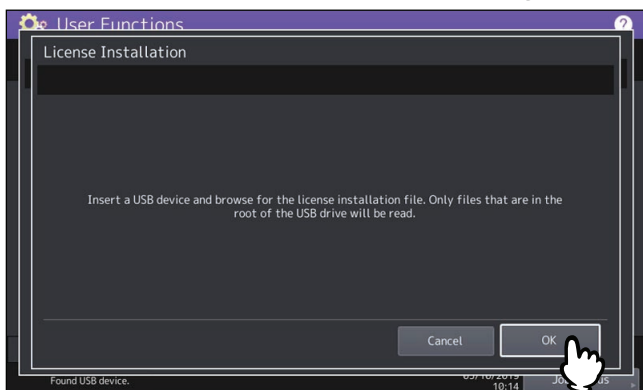 User Functions
?
License Installation
Insert a USB device and browse for the license installation file. Only files that are in the
root of the USB drive will be read.
Cancel
OK
Found USB device.
10:14